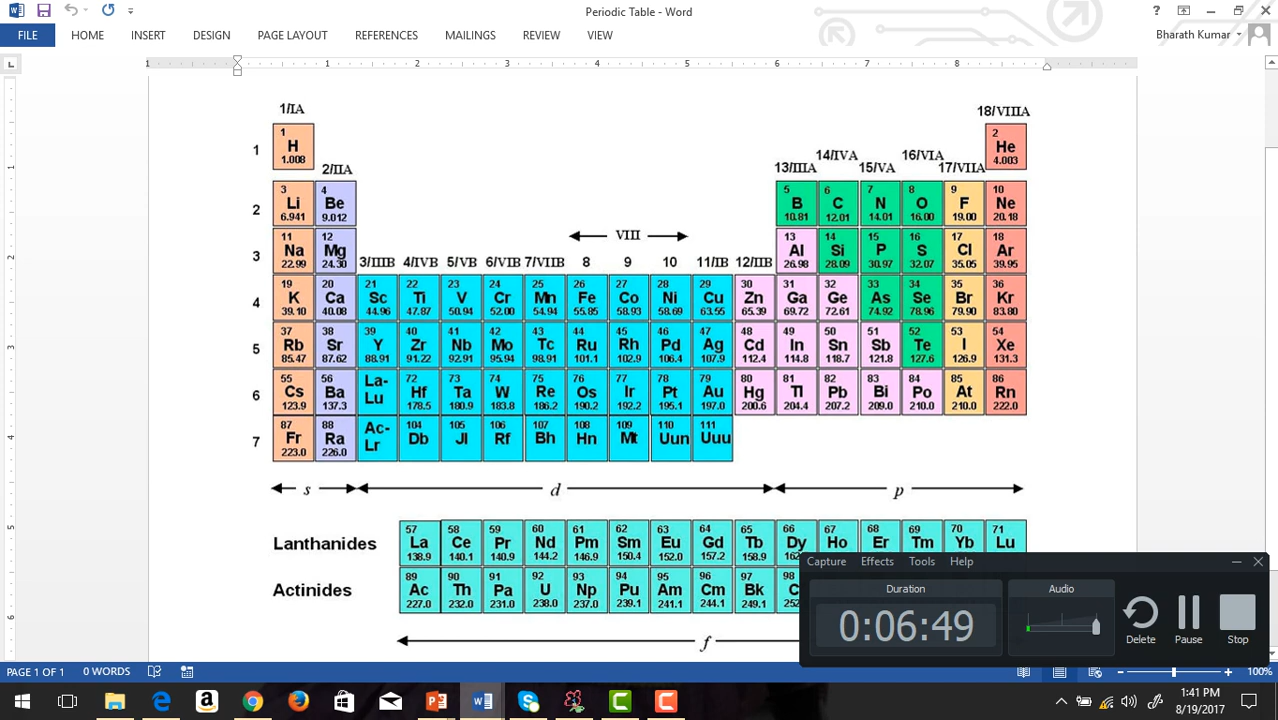 Periodic Table - Word
FILE HOME INSERT DESIGN PAGE LAYOUT REFERENCES MAILINGS REVIEW VIEW Bharath Kumar
1 1 2 3 4 5 6 7 8
1/IA 18/VIIIA
1 1 H 1.008 2 He 4.003
2/IIA 13/IIIA 14/IVA 15/VA 16/VIA 17/VIIA
2 3 Li 6.941 4 Be 9.012 5 B 10.81 6 C 12.01 7 N 14.01 8 O 16.00 9 F 19.00 10 Ne 20.18
VIII
3 11 Na 22.99 12 Mg 24.30 3/IIIB 4/IVB 5/VB 6/VIB 7/VIIB 8 9 10 11/IB 12/IIB 13 Al 26.98 14 Si 28.09 15 P 30.97 16 S 32.07 17 Cl 35.05 18 Ar 39.95
4 19 K 39.10 20 Ca 40.08 21 Sc 44.96 22 Ti 47.87 23 V 50.94 24 Cr 52.00 25 Mn 54.94 26 Fe 55.85 27 Co 58.93 28 Ni 58.69 29 Cu 63.55 30 Zn 65.39 31 Ga 69.72 32 Ge 72.61 33 As 74.92 34 Se 78.96 35 Br 79.90 36 Kr 83.80
5 37 Rb 85.47 38 Sr 87.62 39 Y 88.91 40 Zr 91.22 41 Nb 92.91 42 Mo 95.94 43 Tc 98.91 44 Ru 101.1 45 Rh 102.9 46 Pd 106.4 47 Ag 107.9 48 Cd 112.4 49 In 114.8 50 Sn 118.7 51 Sb 121.8 52 Te 127.6 53 I 126.9 54 Xe 131.3
6 55 Cs 123.9 56 Ba 137.3 La-Lu 72 Hf 178.5 73 Ta 180.9 74 W 183.8 75 Re 186.2 76 Os 190.2 77 Ir 192.2 78 Pt 195.1 79 Au 197.0 80 Hg 200.6 81 Tl 204.4 82 Pb 207.2 83 Bi 209.0 84 Po 210.0 85 At 210.0 86 Rn 222.0
7 87 Fr 223.0 88 Ra 226.0 Ac-Lr 104 Db 105 Jl 106 Rf 107 Bh 108 Hn 109 Mt 110 Uun 111 Uuu
s d p
Lanthanides 57 La 138.9 58 Ce 140.1 59 Pr 140.9 60 Nd 144.2 61 Pm 146.9 62 Sm 150.4 63 Eu 152.0 64 Gd 157.2 65 Tb 158.9 66 Dy 67 Ho 68 Er 69 Tm 70 Yb 71 Lu
Actinides 89 Ac 227.0 90 Th 232.0 91 Pa 231.0 92 U 238.0 93 Np 237.0 94 Pu 239.1 95 Am 241.1 96 Cm 244.1 97 Bk 249.1 98
f
Capture Effects Tools Help
Duration Audio
0:06:49
Delete Pause Stop
PAGE 1 OF 1 0 WORDS 100%
1:41 PM
8/19/2017